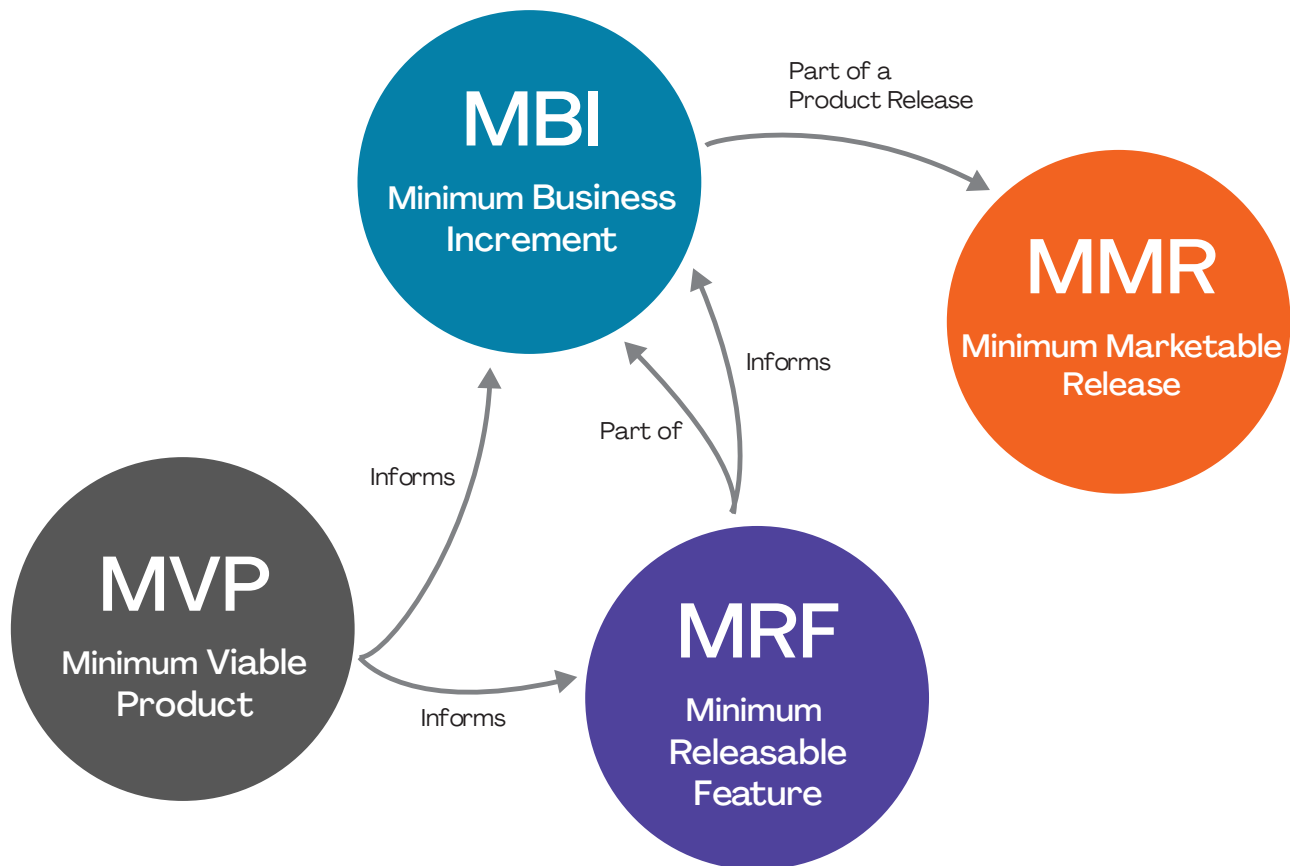 MBI
Minimum Business
Increment
Part of a
Product Release
MMR
Minimum Marketable
Release
Informs
Part of
Informs
MVP
Minimum Viable
Product
Informs
MRF
Minimum
Releasable
Feature